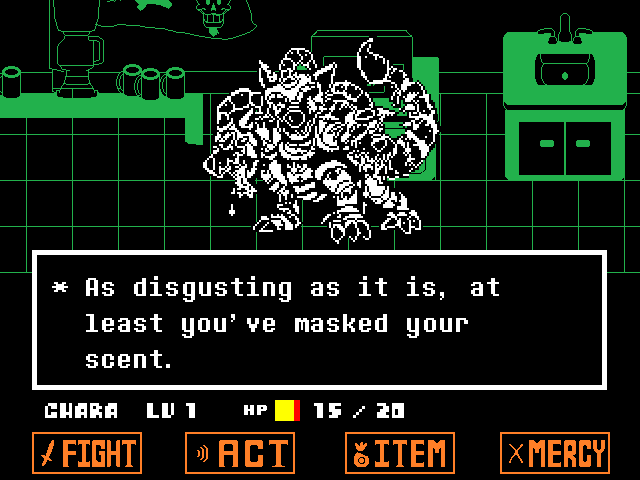 * As disgusting as it is, at
least you've masked your
scent.
CHARA LV 1 HP 15 / 20
FIGHT ACT ITEM MERCY